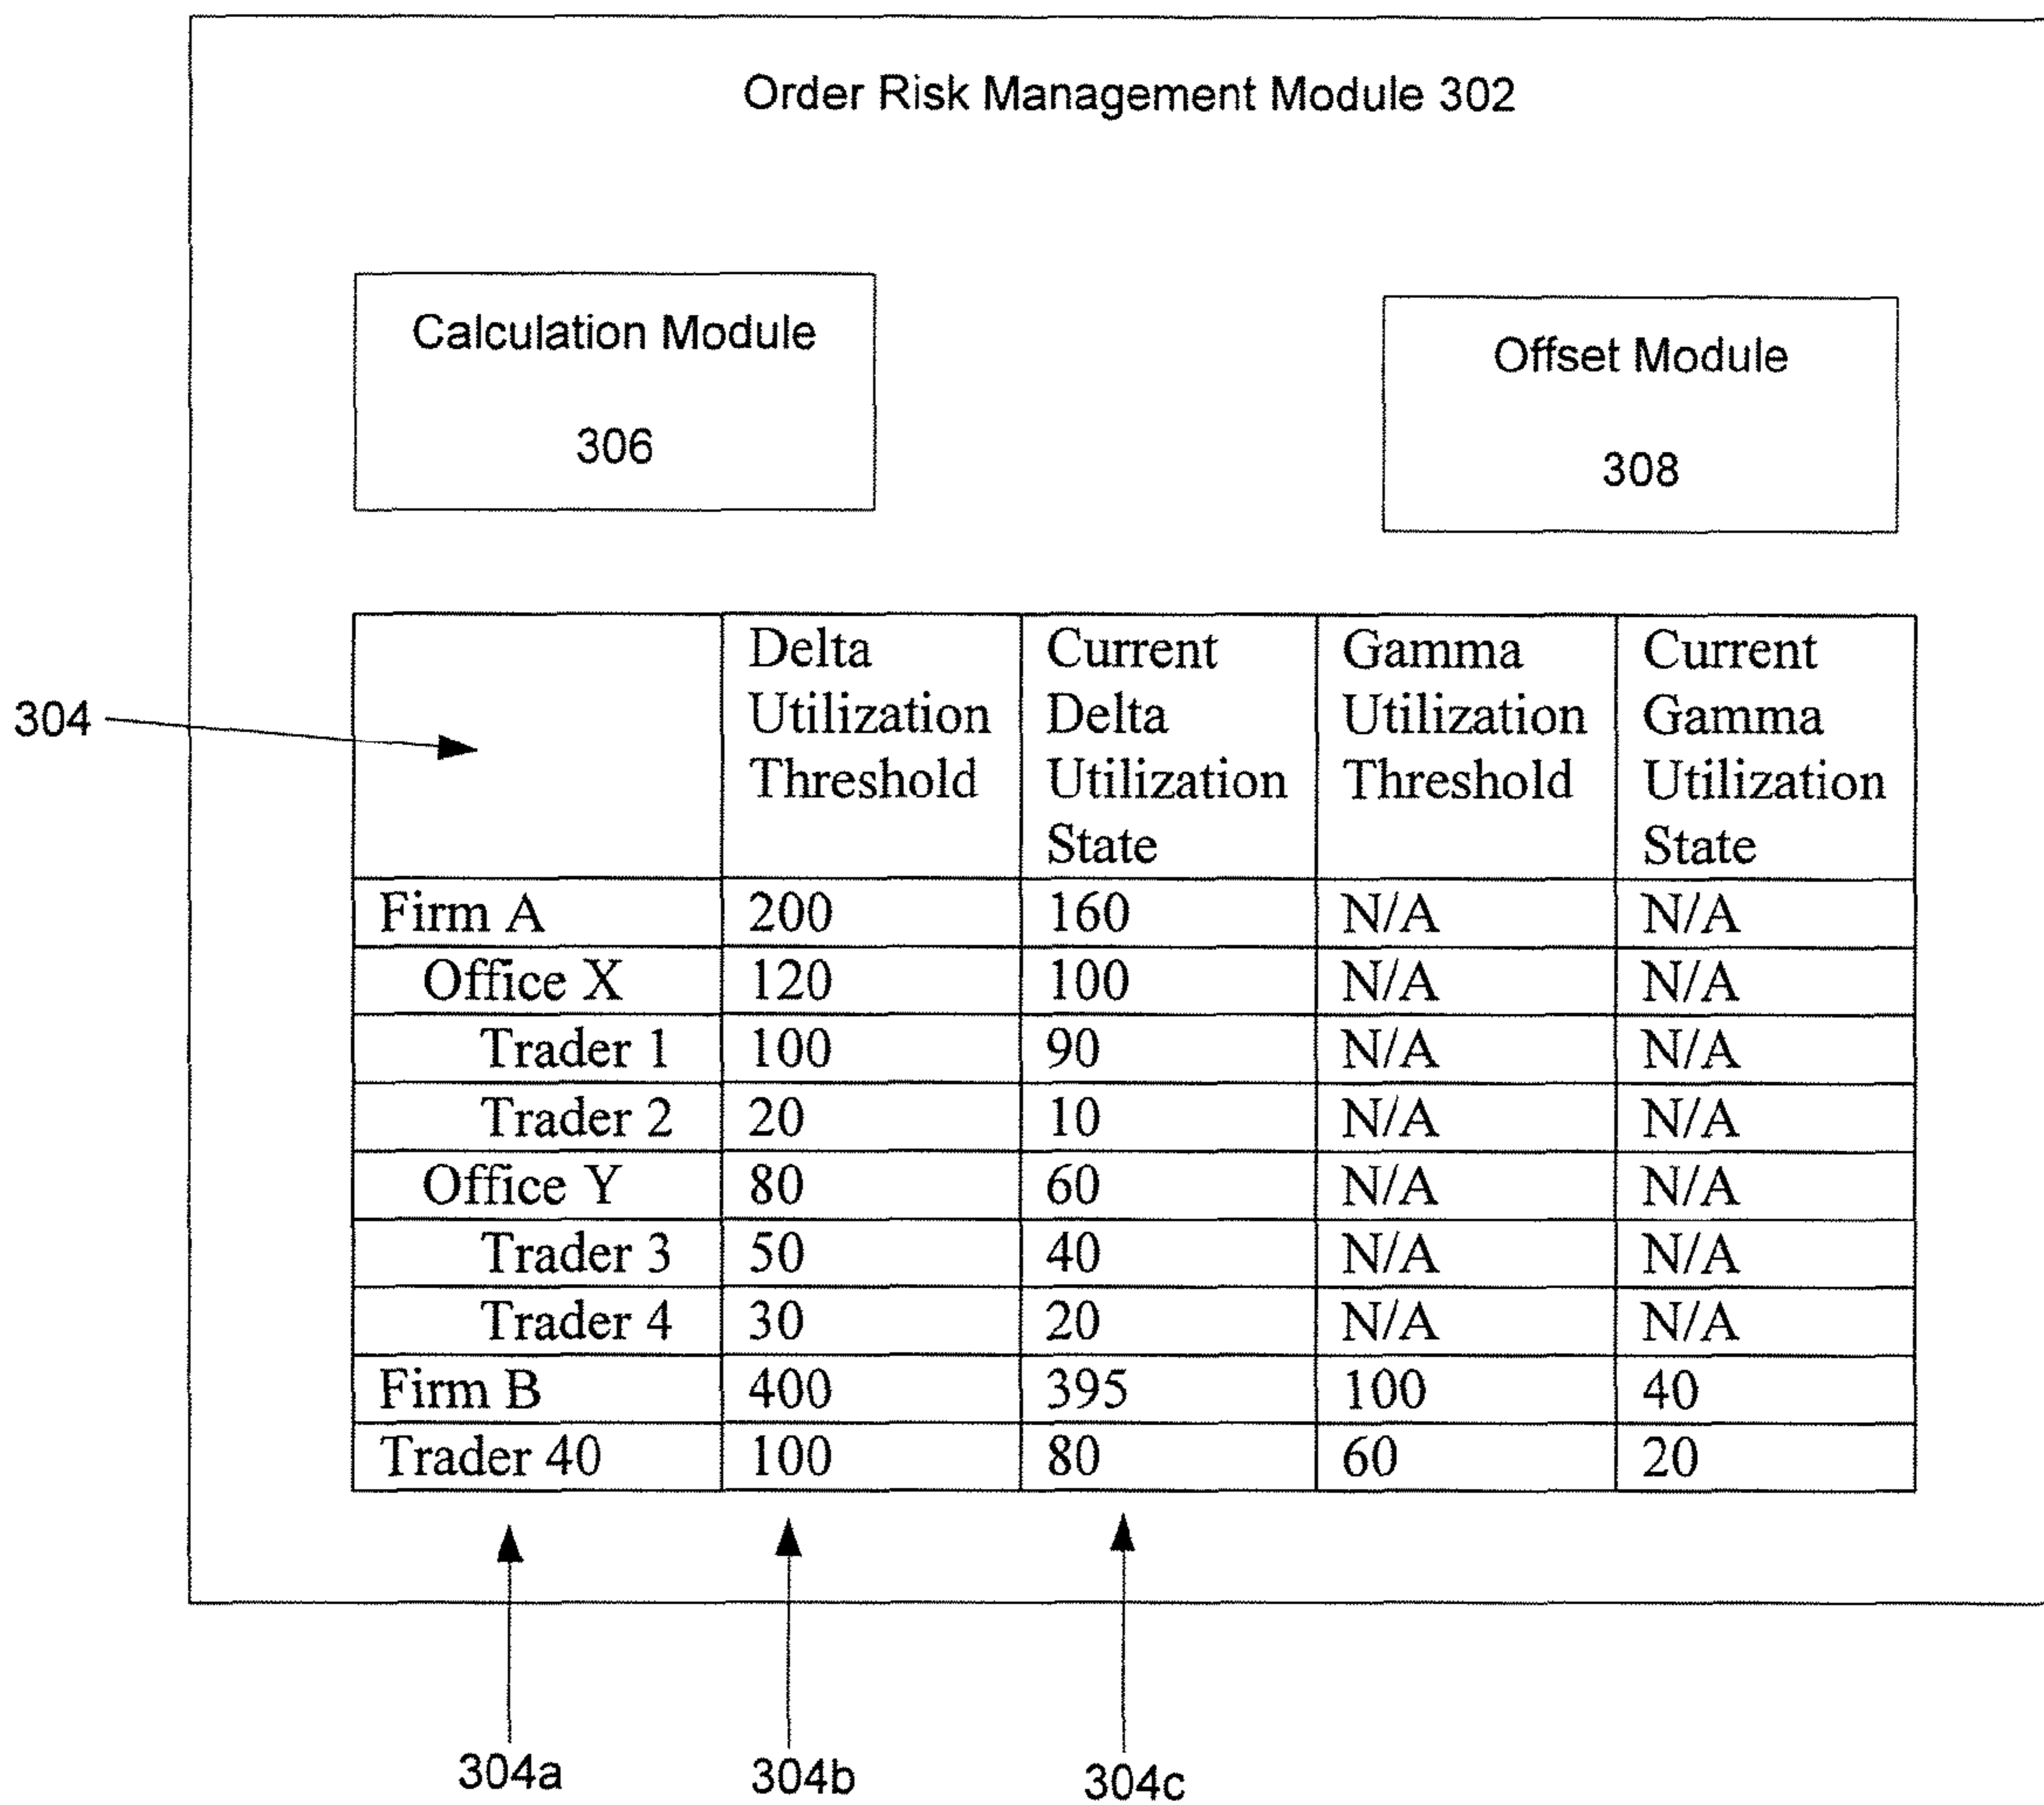 Order Risk Management Module 302
Calculation Module
306
Offset Module
308
304
Delta Utilization Threshold
Current Delta Utilization State
Gamma Utilization Threshold
Current Gamma Utilization State
Firm A 200 160 N/A N/A
Office X 120 100 N/A N/A
Trader 1 100 90 N/A N/A
Trader 2 20 10 N/A N/A
Office Y 80 60 N/A N/A
Trader 3 50 40 N/A N/A
Trader 4 30 20 N/A N/A
Firm B 400 395 100 40
Trader 40 100 80 60 20
304a 304b 304c